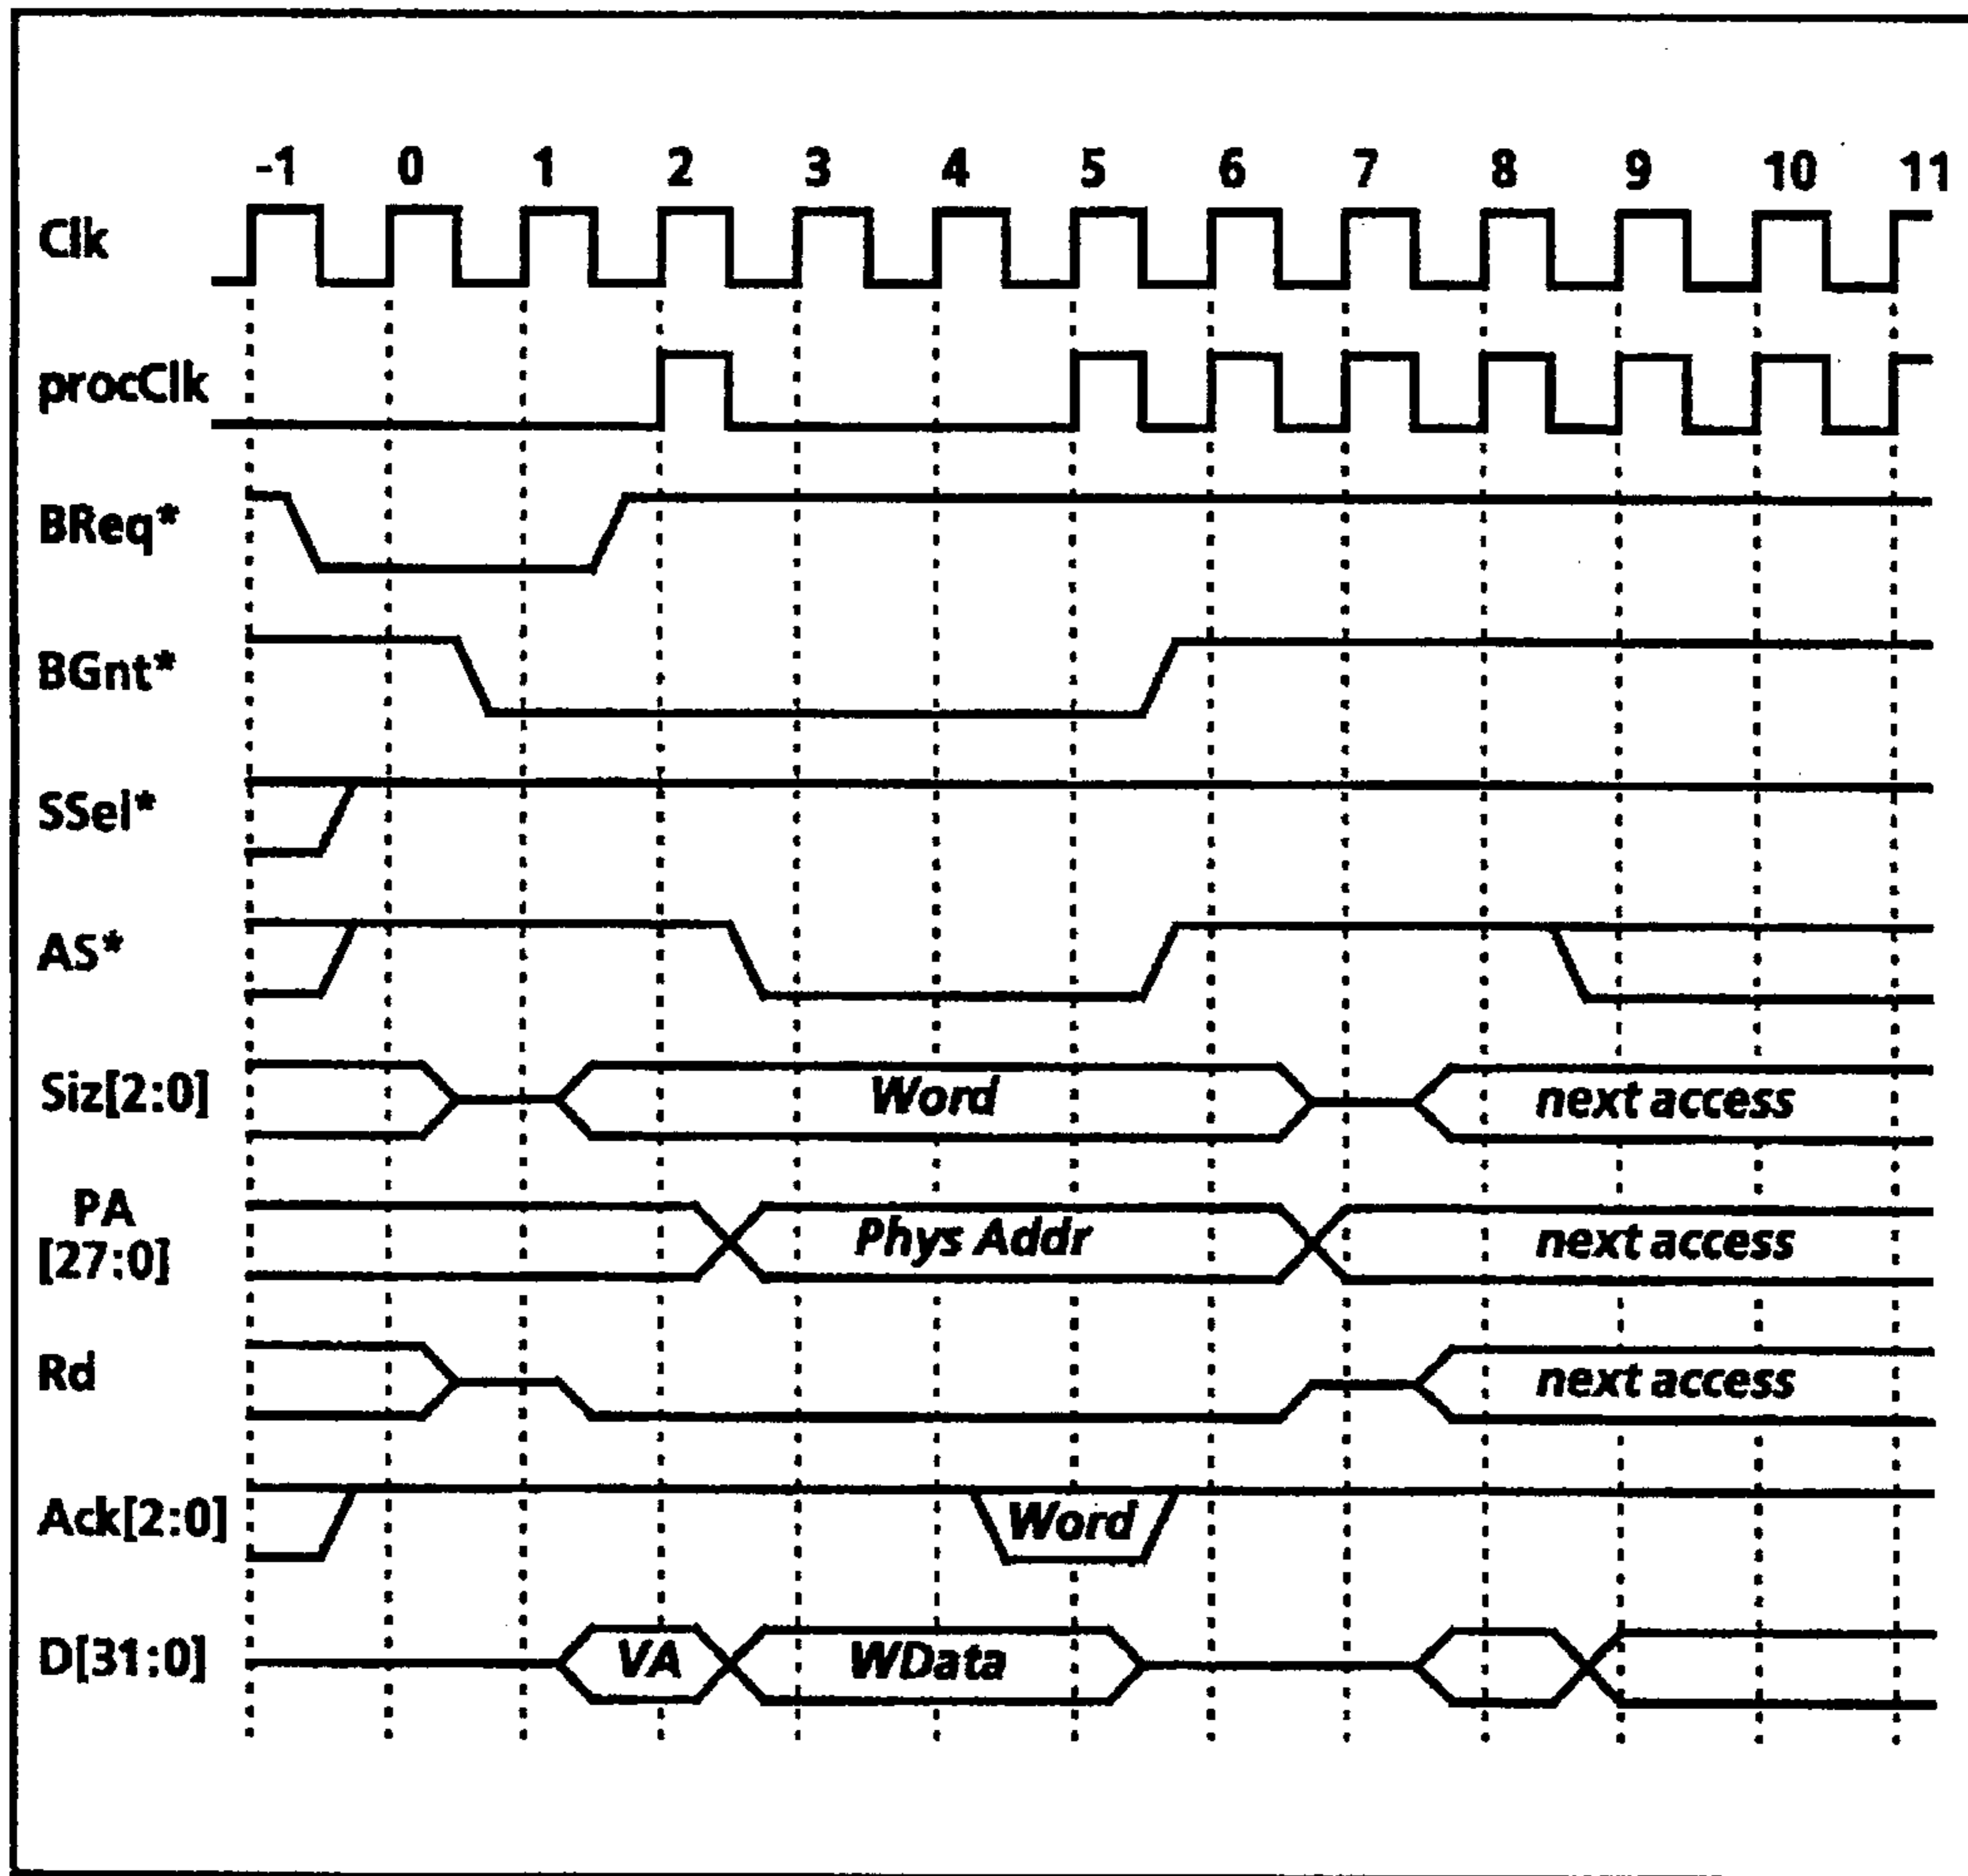 -1 0 1 2 3 4 5 6 7 8 9 10 11
Clk
procClk
BReq*
BGnt*
SSel*
AS*
Siz[2:0] Word next access
PA
[27:0] Phys Addr next access
Rd next access
Ack[2:0] Word
D[31:0] VA WData